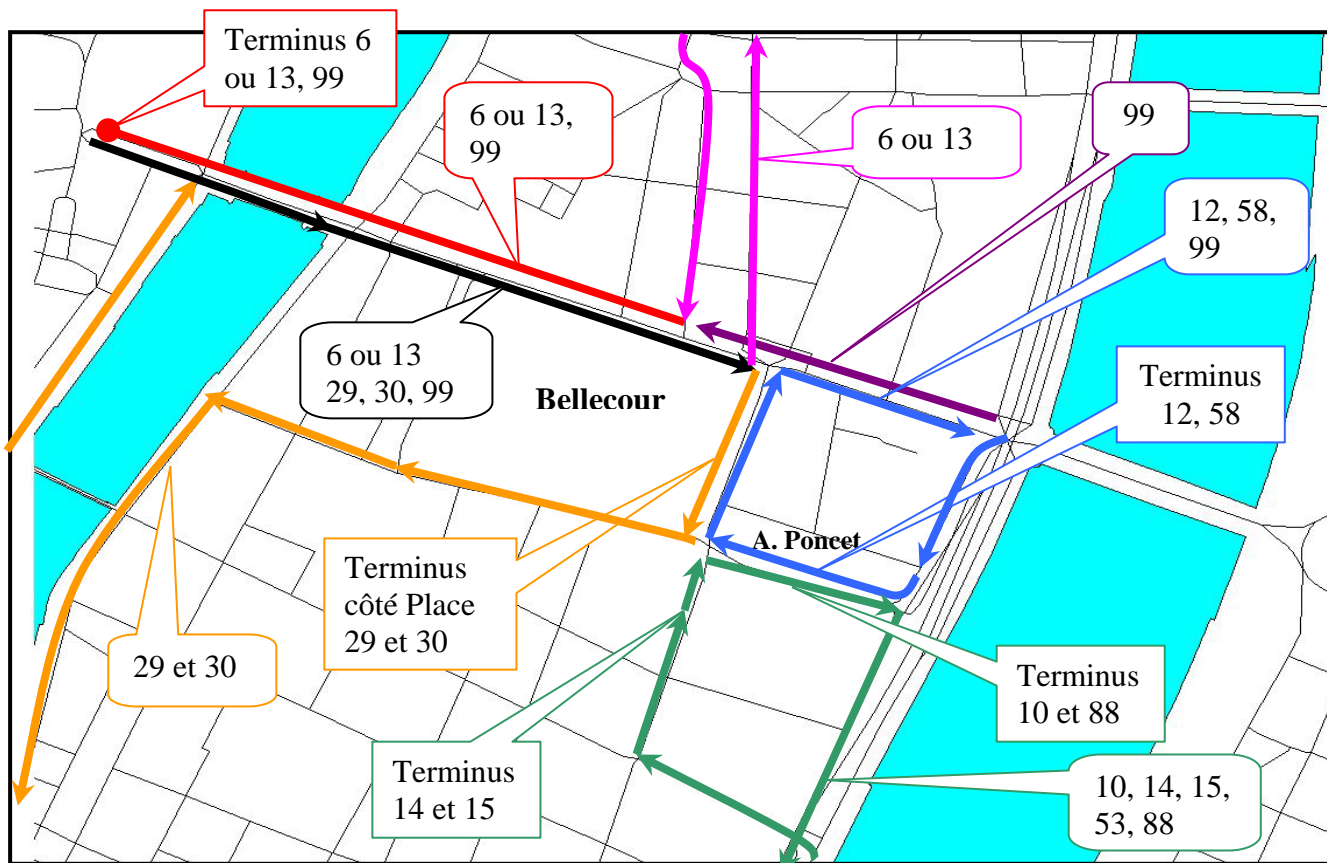 Terminus 6
ou 13, 99
6 ou 13,
99
6 ou 13
99
12, 58,
99
6 ou 13
29, 30, 99
Bellecour
Terminus
12, 58
A. Poncet
Terminus
côté Place
29 et 30
29 et 30
Terminus
10 et 88
Terminus
14 et 15
10, 14, 15,
53, 88